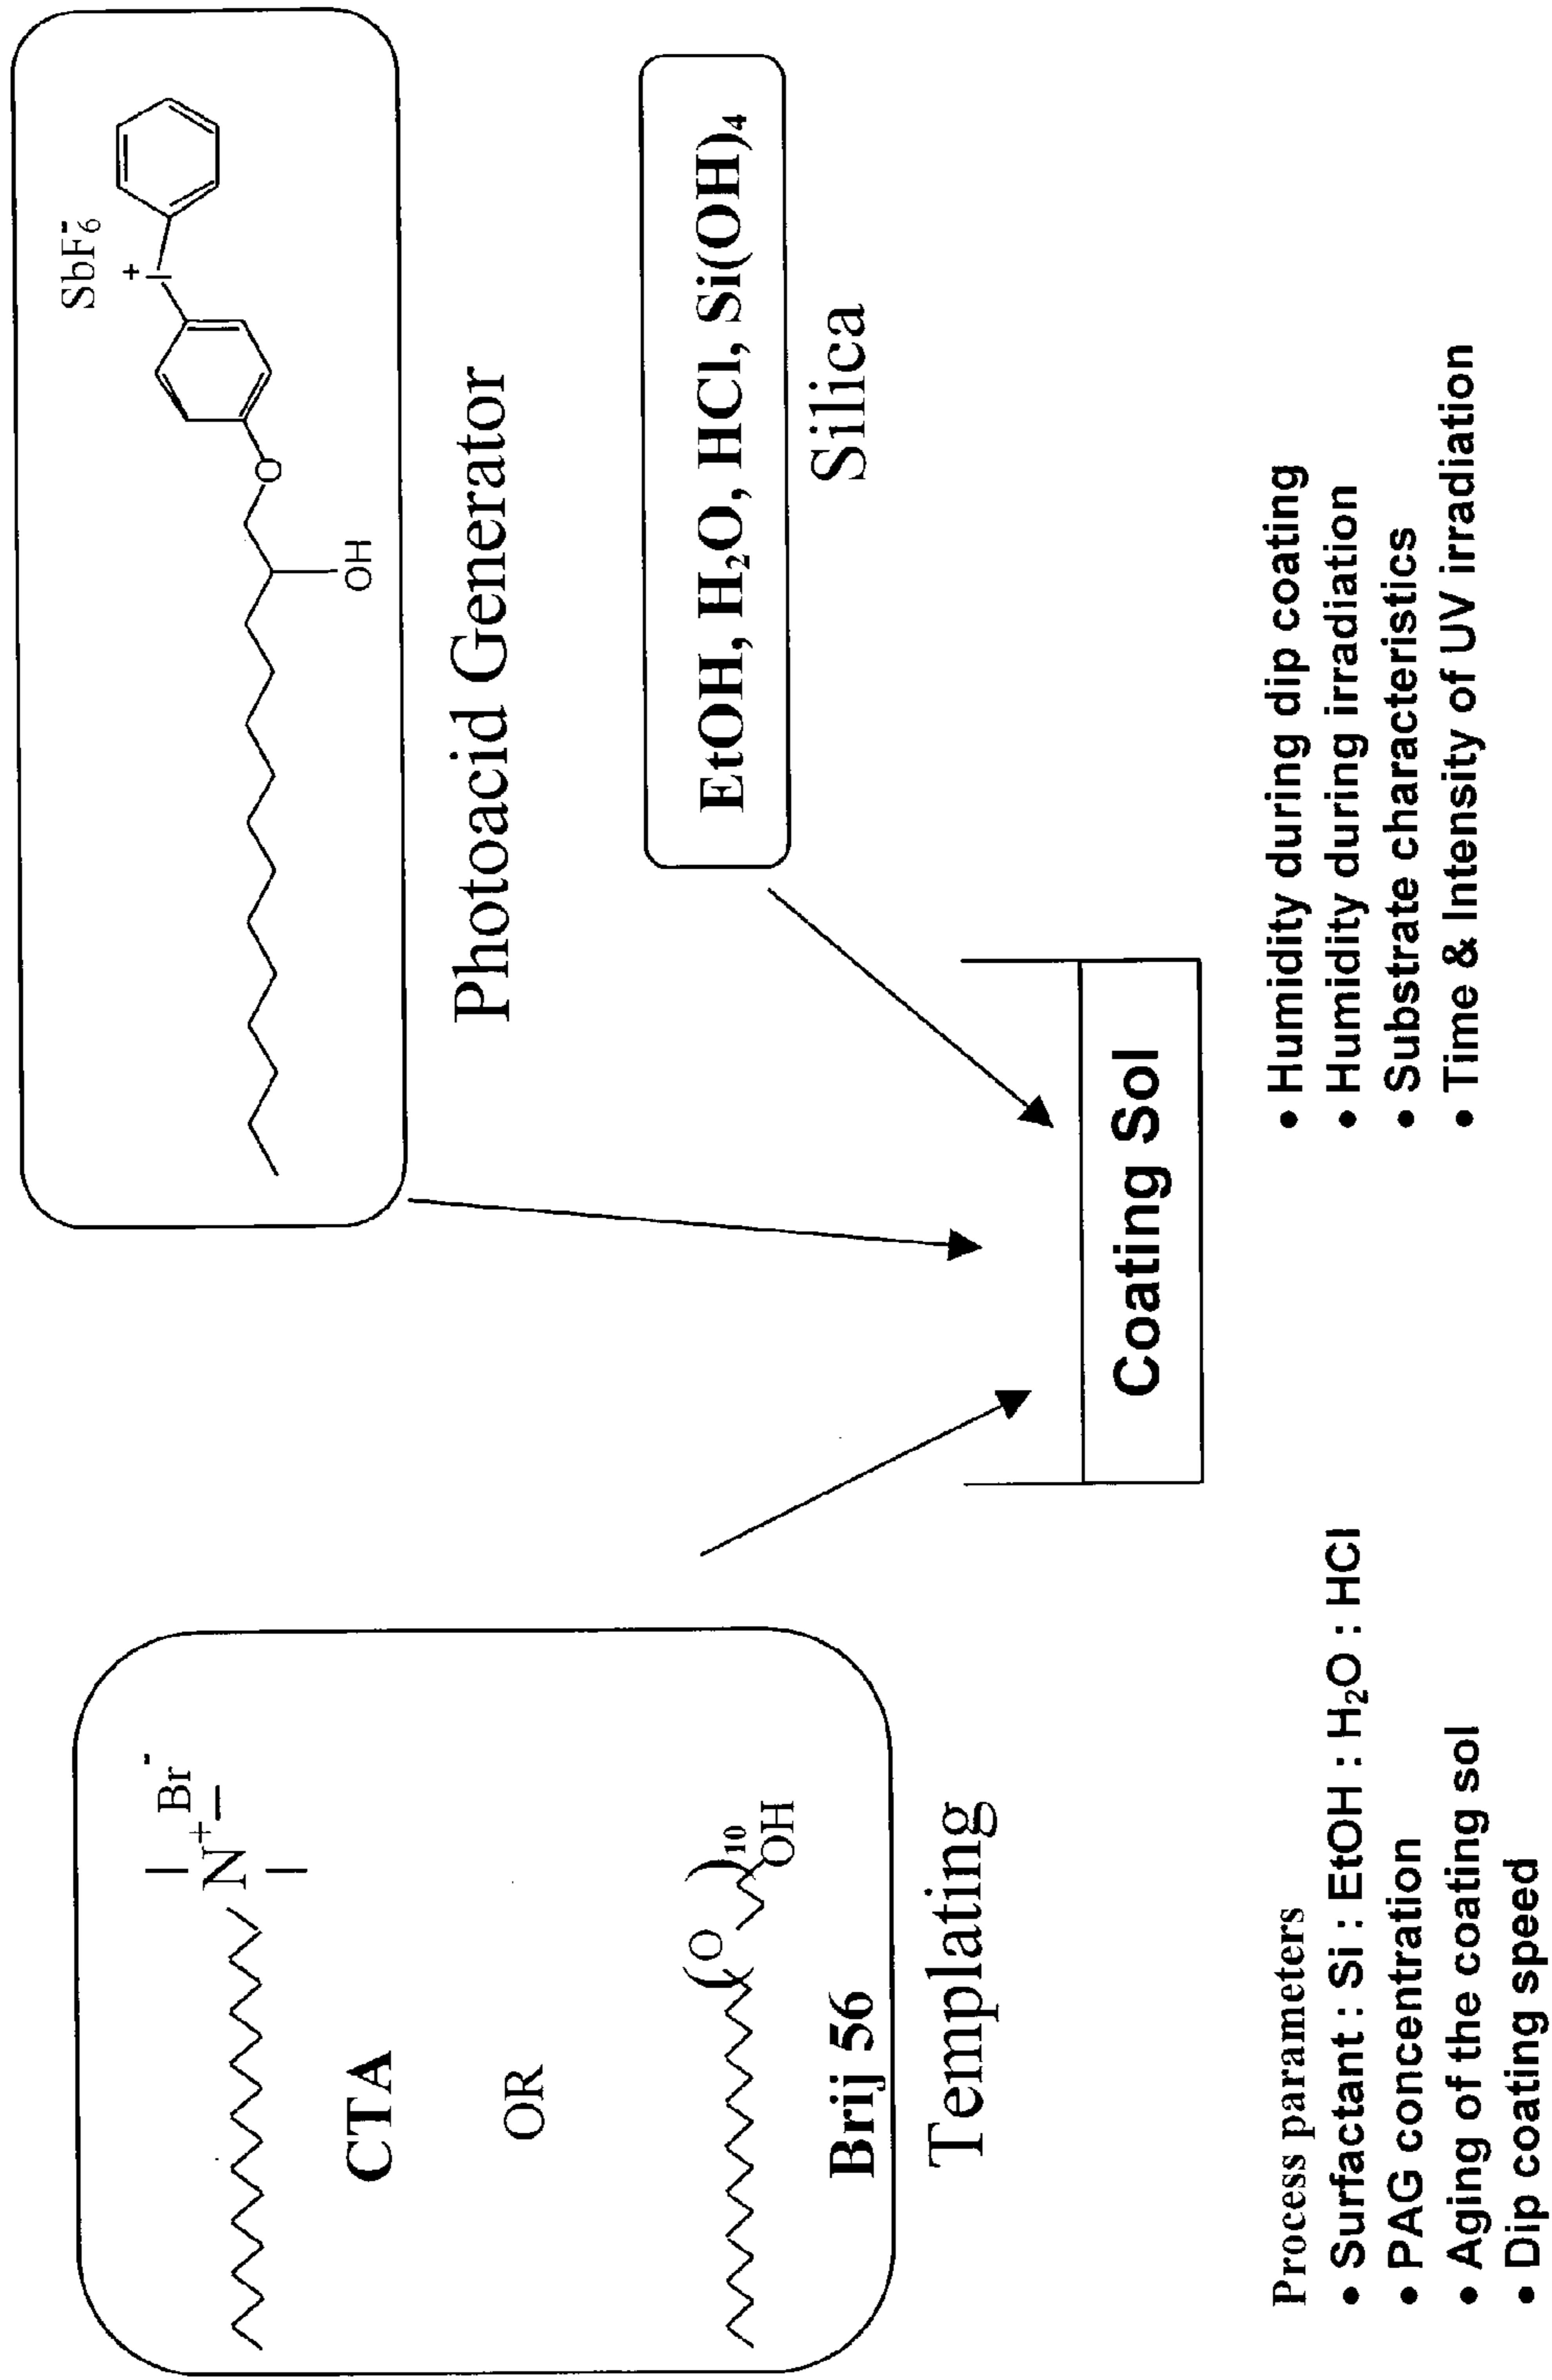 N
+
Br-
CTA
OR
(O
)10
OH
Brij 56
Templating
SbF6-
+
I
O
OH
Photoacid Generator
EtOH, H2O, HCl, Si(OH)4
Silica
Coating Sol
Process parameters
• Surfactant : Si : EtOH : H2O : HCl
• PAG concentration
• Aging of the coating sol
• Dip coating speed
• Humidity during dip coating
• Humidity during irradiation
• Substrate characteristics
• Time & Intensity of UV irradiation